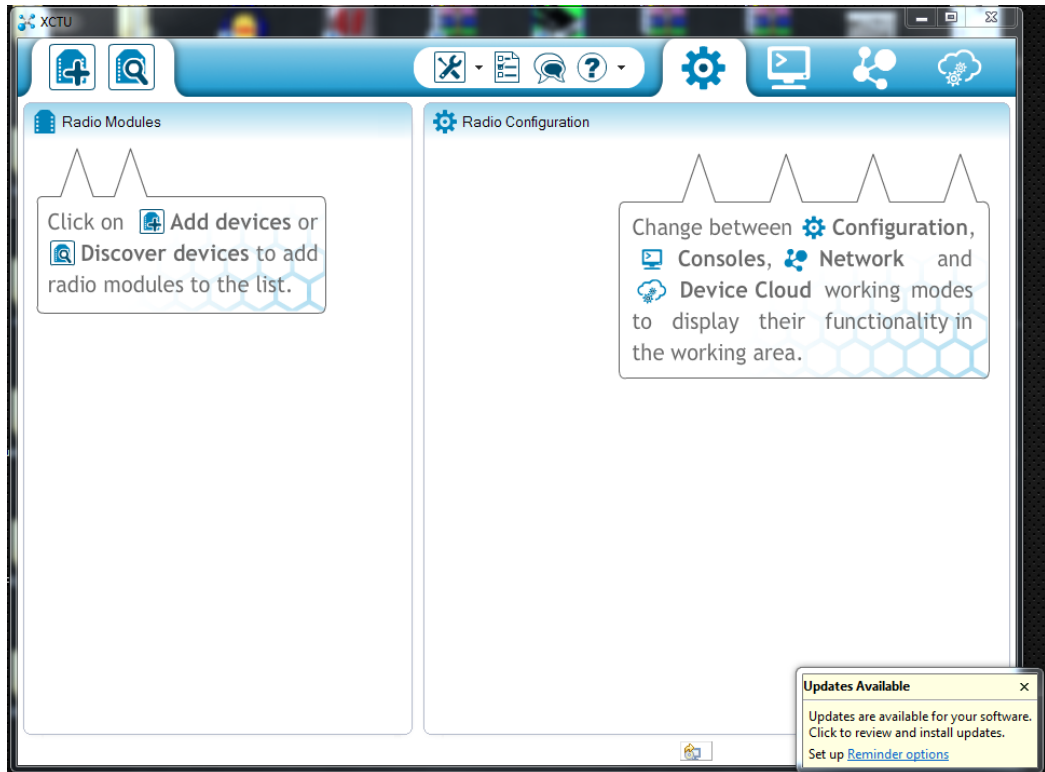 XCTU
Radio Modules
Radio Configuration
Click on Add devices or
Discover devices to add
radio modules to the list.
Change between Configuration,
Consoles, Network and
Device Cloud working modes
to display their functionality in
the working area.
Updates Available
Updates are available for your software.
Click to review and install updates.
Set up Reminder options